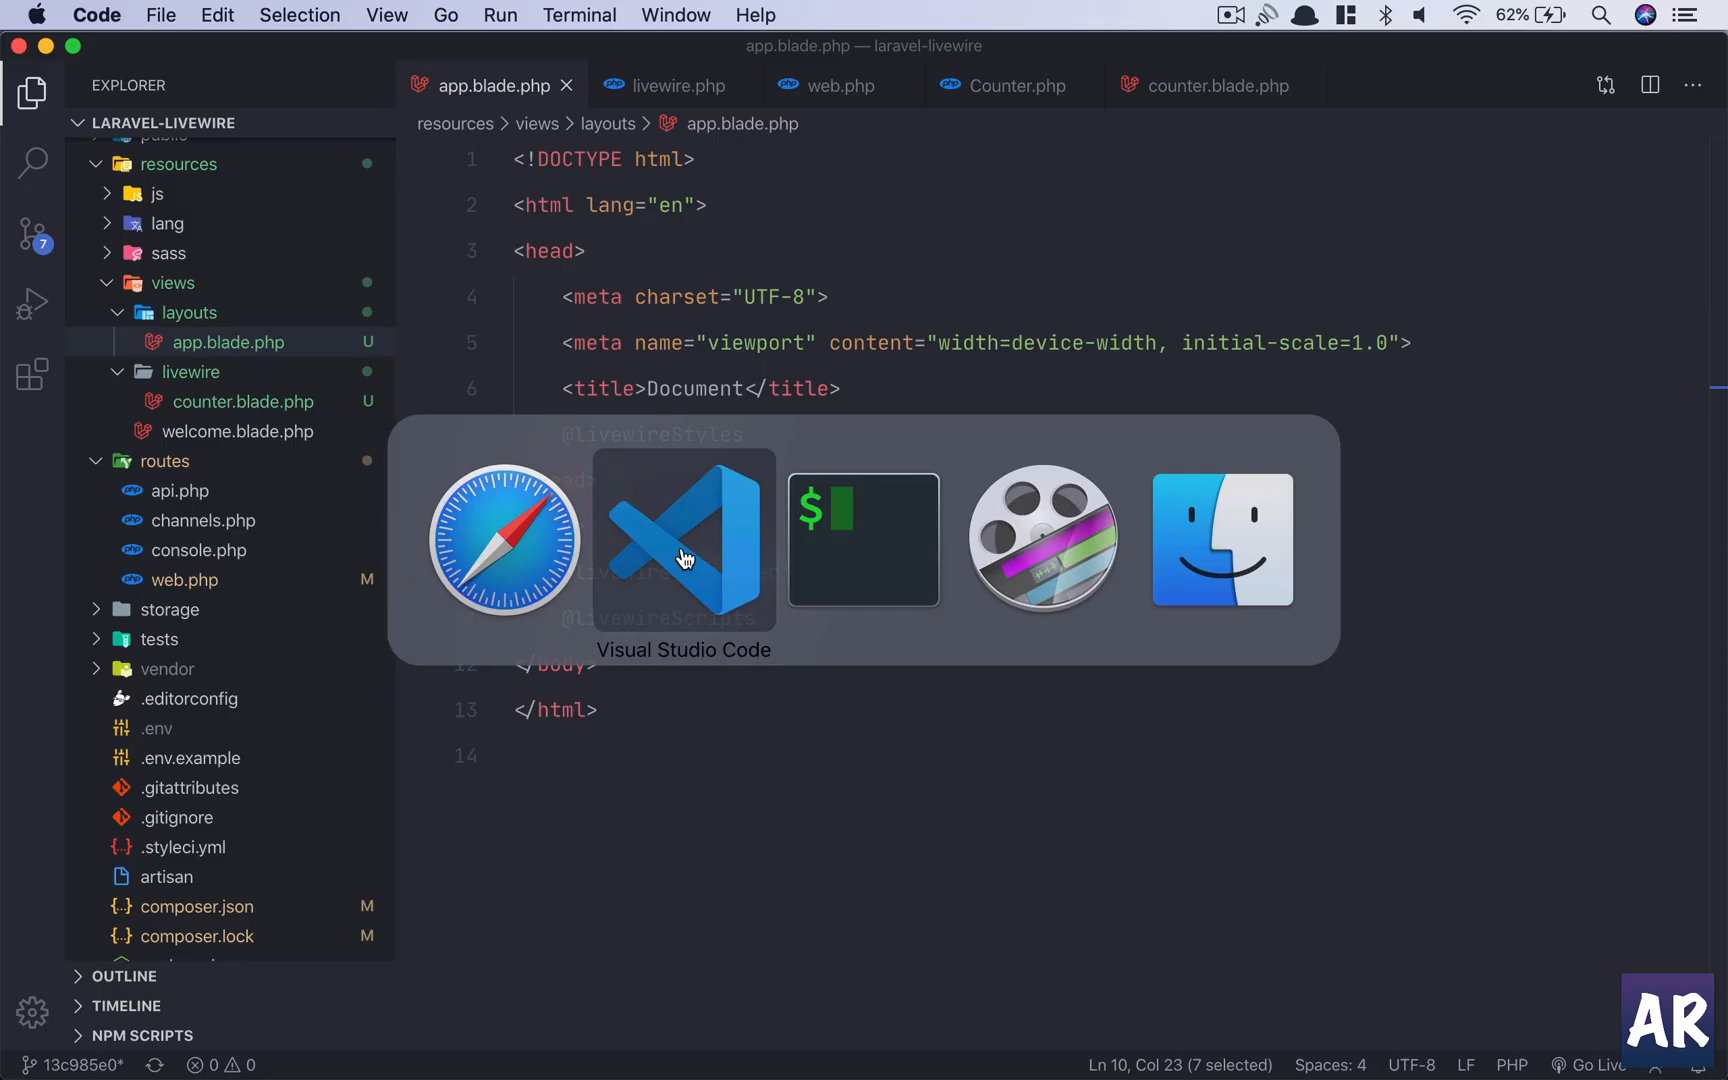 Code File Edit Selection View Go Run Terminal Window Help 62%
app.blade.php — laravel-livewire
EXPLORER
app.blade.php livewire.php web.php Counter.php counter.blade.php
LARAVEL-LIVEWIRE
resources > views > layouts > app.blade.php
public
resources
js
lang
sass
views
layouts
app.blade.php U
livewire
counter.blade.php U
welcome.blade.php
routes
api.php
channels.php
console.php
web.php M
storage
tests
vendor
.editorconfig
.env
.env.example
.gitattributes
.gitignore
.styleci.yml
artisan
composer.json M
composer.lock M
OUTLINE
TIMELINE
NPM SCRIPTS
7
1 <!DOCTYPE html>
2 <html lang="en">
3 <head>
4 <meta charset="UTF-8">
5 <meta name="viewport" content="width=device-width, initial-scale=1.0">
6 <title>Document</title>
@livewireStyles
@livewireScripts
12 </body>
13 </html>
14
$
Visual Studio Code
AR
13c985e0* 0 0 Ln 10, Col 23 (7 selected) Spaces: 4 UTF-8 LF PHP Go Live